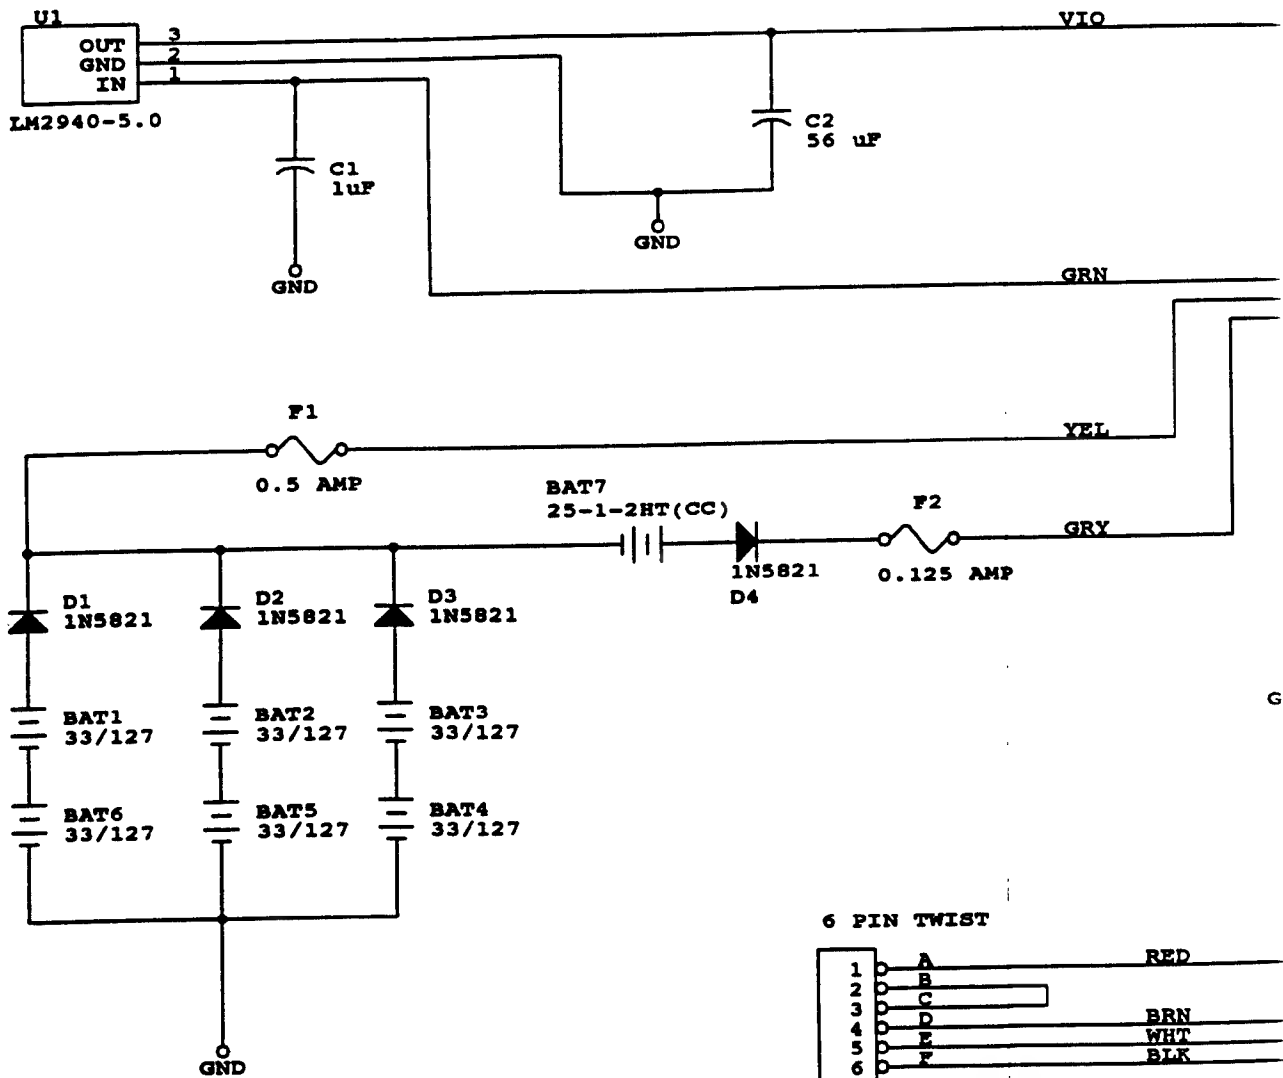 U1
OUT 3
GND 2
IN 1
LM2940-5.0
VIO
C1
1uF
GND
C2
56 uF
GND
GRN
F1
0.5 AMP
YEL
BAT7
25-1-2HT(CC)
1N5821
D4
F2
0.125 AMP
GRY
D1
1N5821
D2
1N5821
D3
1N5821
BAT1
33/127
BAT2
33/127
BAT3
33/127
BAT6
33/127
BAT5
33/127
BAT4
33/127
GND
G
6 PIN TWIST
1 A RED
2 B
3 C
4 D BRN
5 E WHT
6 F BLK